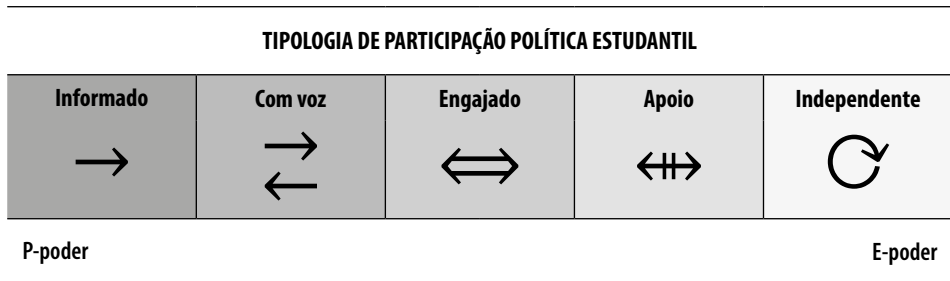 TIPOLOGIA DE PARTICIPAÇÃO POLÍTICA ESTUDANTIL
Informado Com voz Engajado Apoio Independente
P-poder E-poder